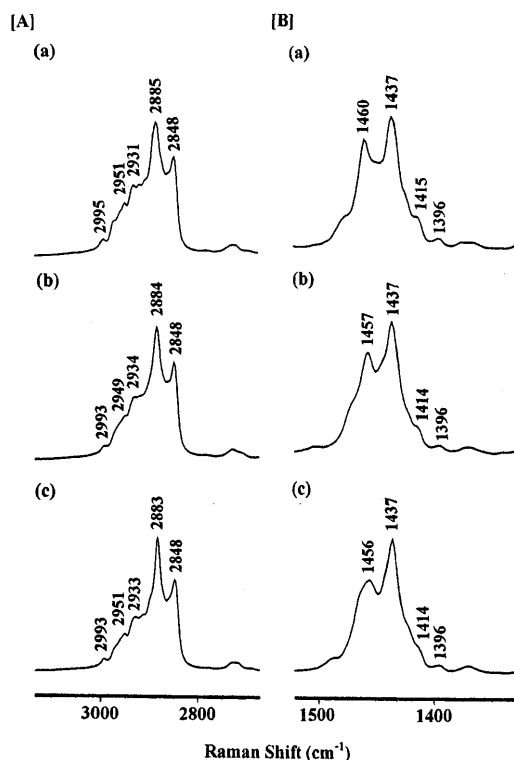 [A] [B]
(a) (a)
2995 2951 2931 2885 2848
1460 1437 1415 1396
(b) (b)
2993 2949 2934 2884 2848
1457 1437 1414 1396
(c) (c)
2993 2951 2933 2883 2848
1456 1437 1414 1396
3000 2800 1500 1400
Raman Shift (cm⁻¹)